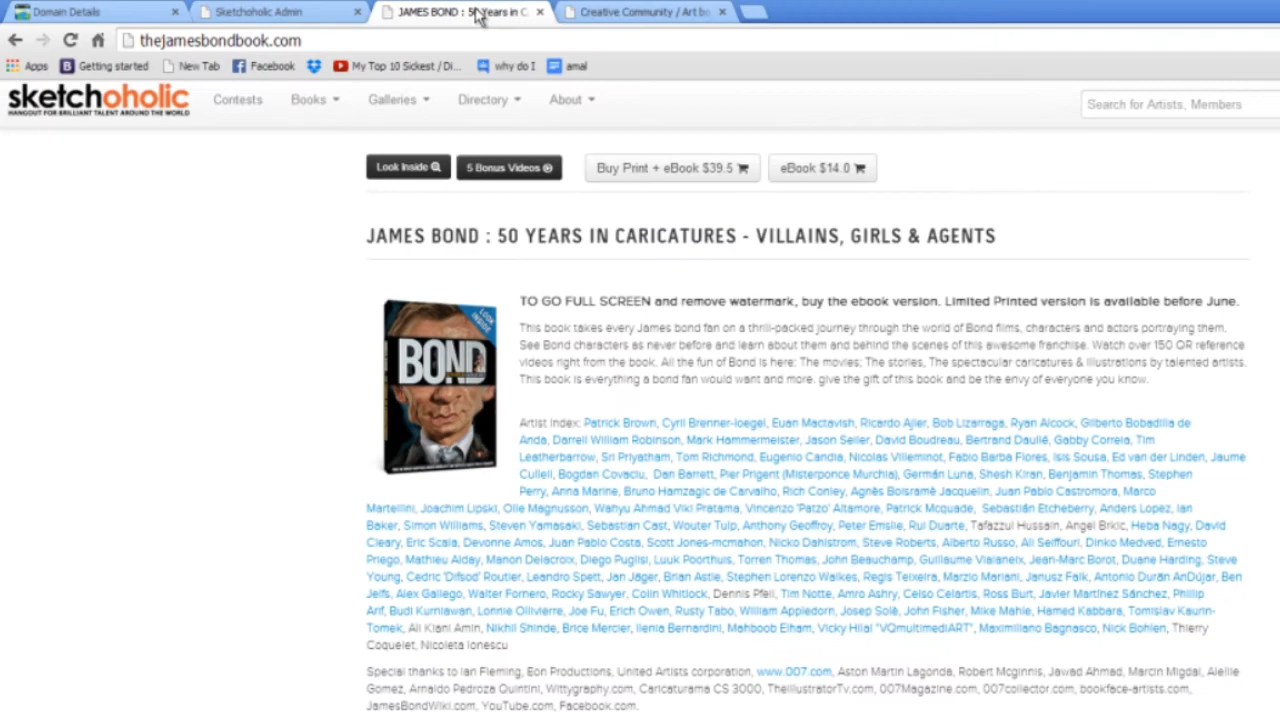 Domain Details
Sketchoholic Admin
JAMES BOND : 50 Years in C
Creative Community / Art bo
thejamesbondbook.com
Apps
Getting started
New Tab
Facebook
My Top 10 Sickest / Di...
why do I
amal
sketchoholic
HANGOUT FOR BRILLIANT TALENT AROUND THE WORLD
Contests
Books
Galleries
Directory
About
Search for Artists, Members
Look Inside
5 Bonus Videos
Buy Print + eBook $39.5
eBook $14.0
JAMES BOND : 50 YEARS IN CARICATURES - VILLAINS, GIRLS & AGENTS
LOOK INSIDE
BOND
TO GO FULL SCREEN and remove watermark, buy the ebook version. Limited Printed version is available before June.
This book takes every James bond fan on a thrill-packed journey through the world of Bond films, characters and actors portraying them.
See Bond characters as never before and learn about them and behind the scenes of this awesome franchise. Watch over 150 QR reference
videos right from the book. All the fun of Bond is here: The movies; The stories, The spectacular caricatures & illustrations by talented artists.
This book is everything a bond fan would want and more. give the gift of this book and be the envy of everyone you know.
Artist Index: Patrick Brown, Cyril Brenner-loegel, Euan Mactavish, Ricardo Ajler, Bob Lizarraga, Ryan Alcock, Gilberto Bobadilla de
Anda, Darrell William Robinson, Mark Hammermeister, Jason Seiler, David Boudreau, Bertrand Daullé, Gabby Correia, Tim
Leatherbarrow, Sri Priyatham, Tom Richmond, Eugenio Candia, Nicolas Villeminot, Fabio Barba Flores, Isis Sousa, Ed van der Linden, Jaume
Cullell, Bogdan Covaciu, Dan Barrett, Pier Prigent (Misterponce Murchia), Germán Luna, Shesh Kiran, Benjamin Thomas, Stephen
Perry, Anna Marine, Bruno Hamzagic de Carvalho, Rich Conley, Agnès Boisramè Jacquelin, Juan Pablo Castromora, Marco
Martellini, Joachim Lipski, Olle Magnusson, Wahyu Ahmad Viki Pratama, Vincenzo 'Patzo' Altamore, Patrick Mcquade, Sebastián Etcheberry, Anders Lopez, Ian
Baker, Simon Williams, Steven Yamasaki, Sebastian Cast, Wouter Tulp, Anthony Geoffroy, Peter Emslie, Rui Duarte, Tafazzul Hussain, Angel Brkic, Heba Nagy, David
Cleary, Eric Scala, Devonne Amos, Juan Pablo Costa, Scott Jones-mcmahon, Nicko Dahlstrom, Steve Roberts, Alberto Russo, Ali Seiffouri, Dinko Medved, Ernesto
Priego, Mathieu Alday, Manon Delacroix, Diego Puglisi, Luuk Poorthuis, Torren Thomas, John Beauchamp, Guillaume Vialaneix, Jean-Marc Borot, Duane Harding, Steve
Young, Cedric 'Difsod' Routier, Leandro Spett, Jan Jäger, Brian Astle, Stephen Lorenzo Walkes, Regis Teixeira, Marzio Mariani, Janusz Falk, Antonio Durán AnDújar, Ben
Jelfs, Alex Gallego, Walter Fornero, Rocky Sawyer, Colin Whitlock, Dennis Pfeil, Tim Notte, Amro Ashry, Celso Celartis, Ross Burt, Javier Martínez Sánchez, Phillip
Arif, Budi Kurniawan, Lonnie Ollivierre, Joe Fu, Erich Owen, Rusty Tabo, William Appledorn, Josep Solè, John Fisher, Mike Mahle, Hamed Kabbara, Tomislav Kaurin-
Tomek, Ali Kiani Amin, Nikhil Shinde, Brice Mercier, Ilenia Bernardini, Mahboob Elham, Vicky Hilal "VQmultimediART", Maximiliano Bagnasco, Nick Bohlen, Thierry
Coquelet, Nicoleta Ionescu
Special thanks to Ian Fleming, Eon Productions, United Artists corporation, www.007.com, Aston Martin Lagonda, Robert Mcginnis, Jawad Ahmad, Marcin Migdal, Alellie
Gomez, Arnaldo Pedroza Quintini, Wittygraphy.com, Caricaturama CS 3000, TheillustratorTv.com, 007Magazine.com, 007collector.com, bookface-artists.com,
JamesBondWiki.com, YouTube.com, Facebook.com.